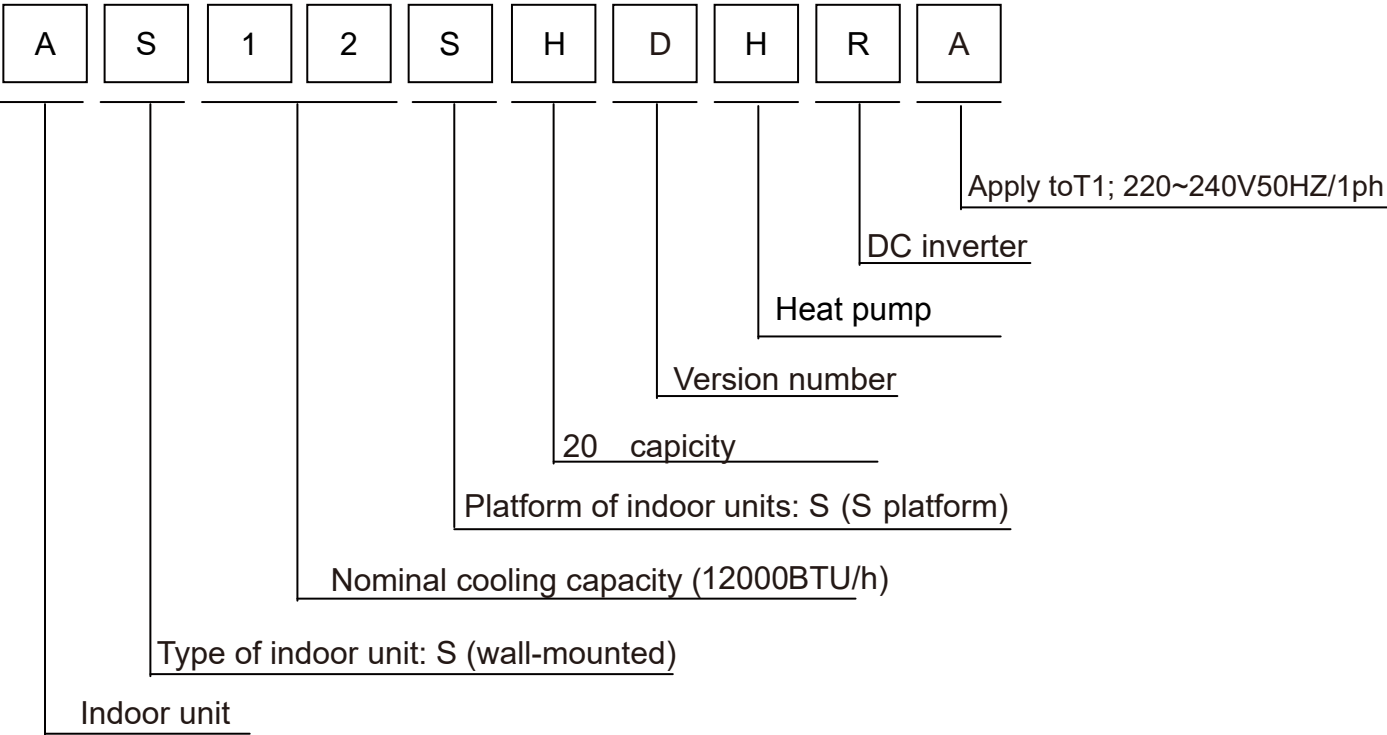 A S 1 2 S H D H R A
Apply toT1; 220~240V50HZ/1ph
DC inverter
Heat pump
Version number
20 capicity
Platform of indoor units: S (S platform)
Nominal cooling capacity (12000BTU/h)
Type of indoor unit: S (wall-mounted)
Indoor unit